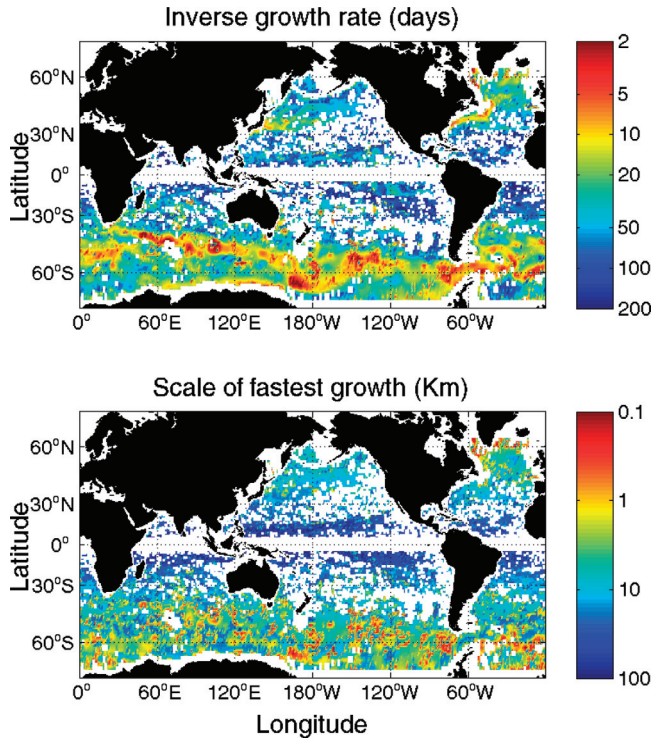 Inverse growth rate (days)
Latitude
60°N
30°N
0°
30°S
60°S
0°
60°E
120°E
180°W
120°W
60°W
2
5
10
20
50
100
200
Scale of fastest growth (Km)
Latitude
60°N
30°N
0°
30°S
60°S
0°
60°E
120°E
180°W
120°W
60°W
Longitude
0.1
1
10
100